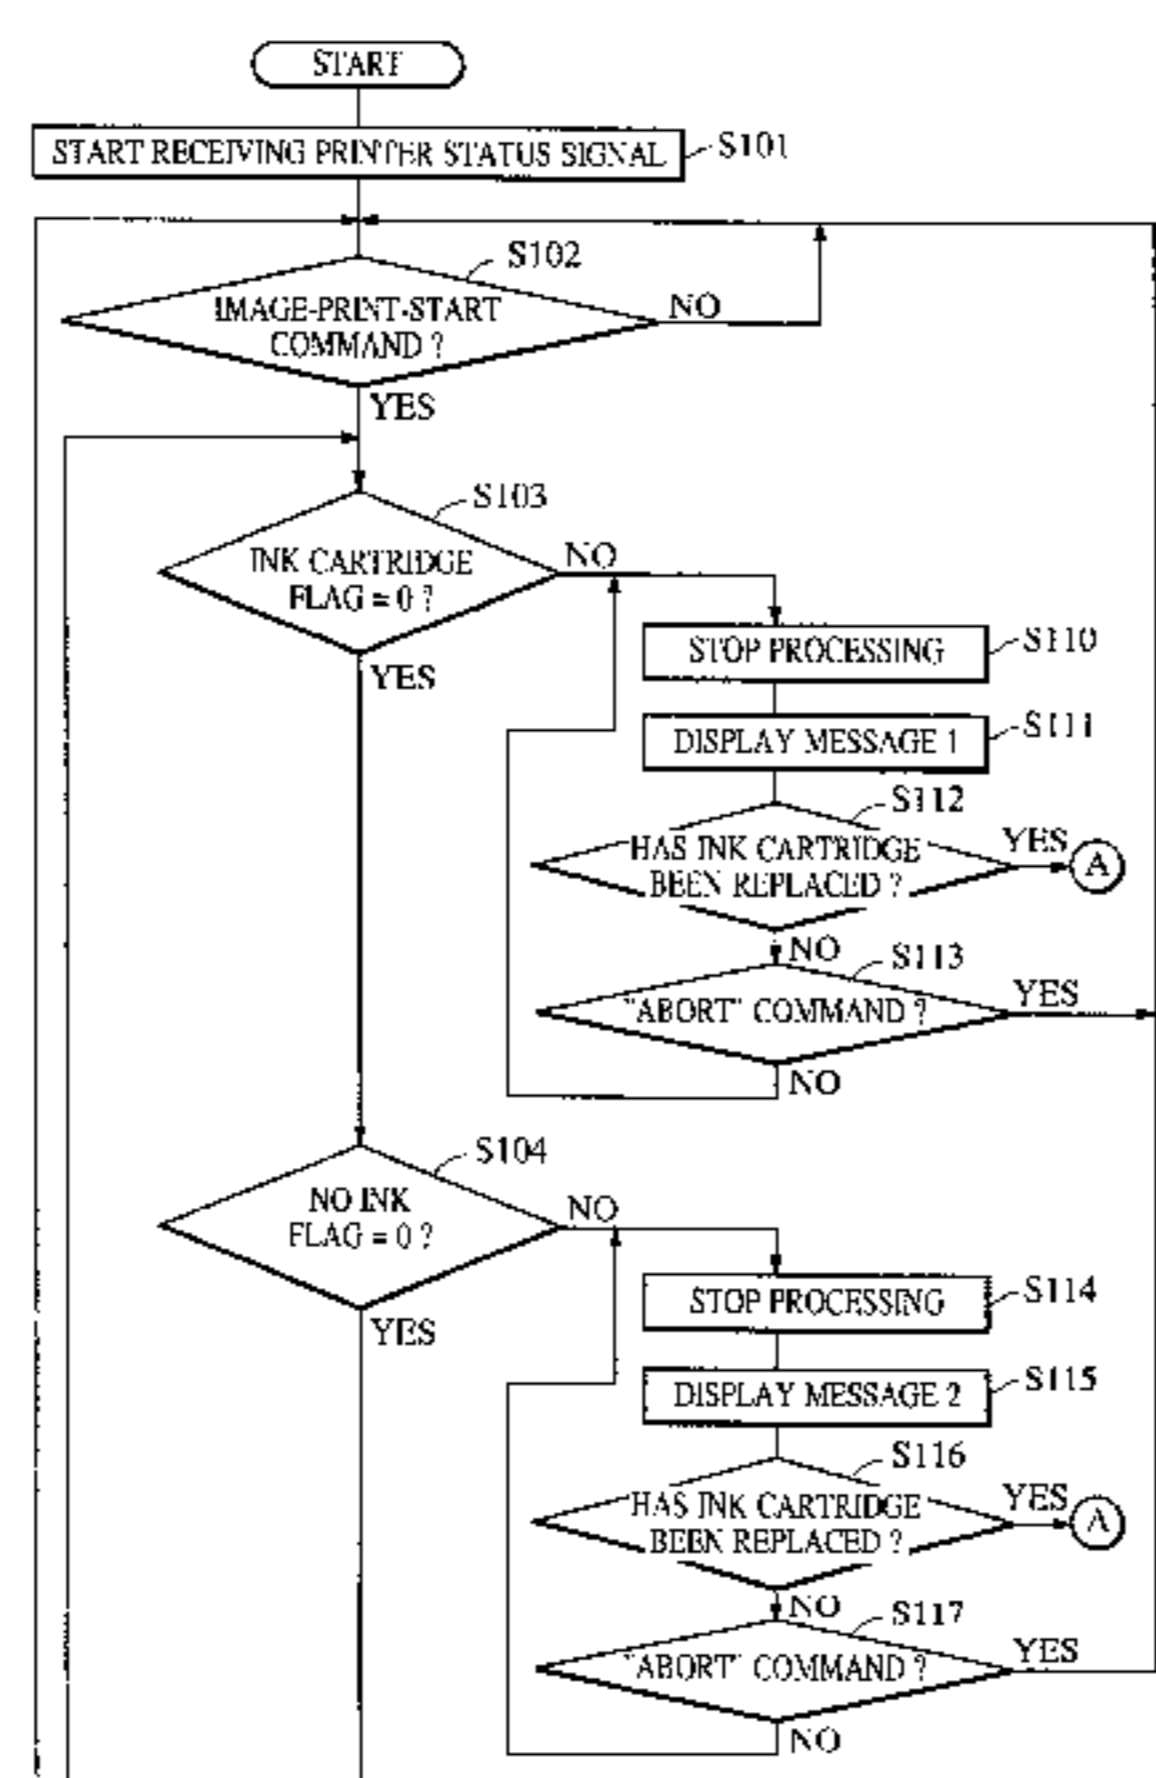 START
START RECEIVING PRINTER STATUS SIGNAL
S101
S102
IMAGE-PRINT-START
COMMAND ?
NO
YES
S103
INK CARTRIDGE
FLAG = 0 ?
NO
YES
STOP PROCESSING
S110
DISPLAY MESSAGE 1
S111
S112
HAS INK CARTRIDGE
BEEN REPLACED ?
YES
A
NO
S113
"ABORT" COMMAND ?
YES
NO
S104
NO INK
FLAG = 0 ?
NO
YES
STOP PROCESSING
S114
DISPLAY MESSAGE 2
S115
S116
HAS INK CARTRIDGE
BEEN REPLACED ?
YES
A
NO
S117
"ABORT" COMMAND ?
YES
NO